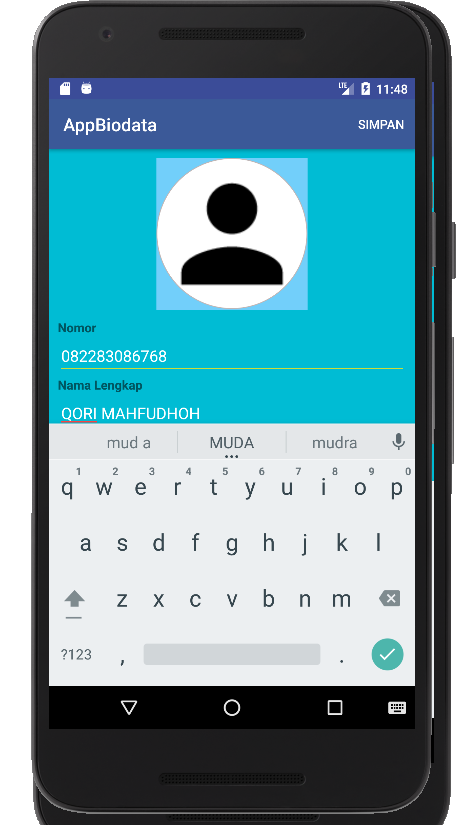 LTE 11:48
AppBiodata SIMPAN
Nomor
082283086768
Nama Lengkap
QORI MAHFUDHOH
mud a MUDA mudra
1 2 3 4 5 6 7 8 9 0
q w e r t y u i o p
a s d f g h j k l
z x c v b n m
?123 , .